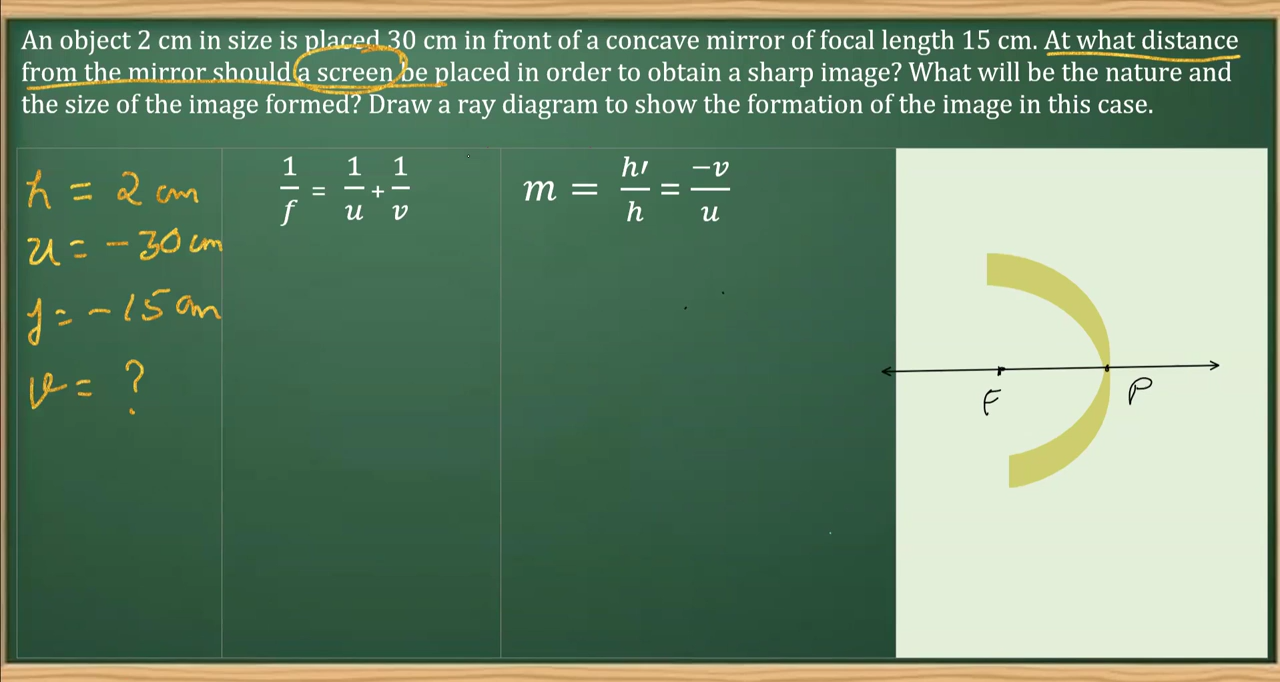 An object 2 cm in size is placed 30 cm in front of a concave mirror of focal length 15 cm. At what distance
from the mirror should a screen be placed in order to obtain a sharp image? What will be the nature and
the size of the image formed? Draw a ray diagram to show the formation of the image in this case.
h = 2 cm
u = -30 cm
f = -15 cm
v = ?
1/f = 1/u + 1/v
m = h′/h = -v/u
F
P